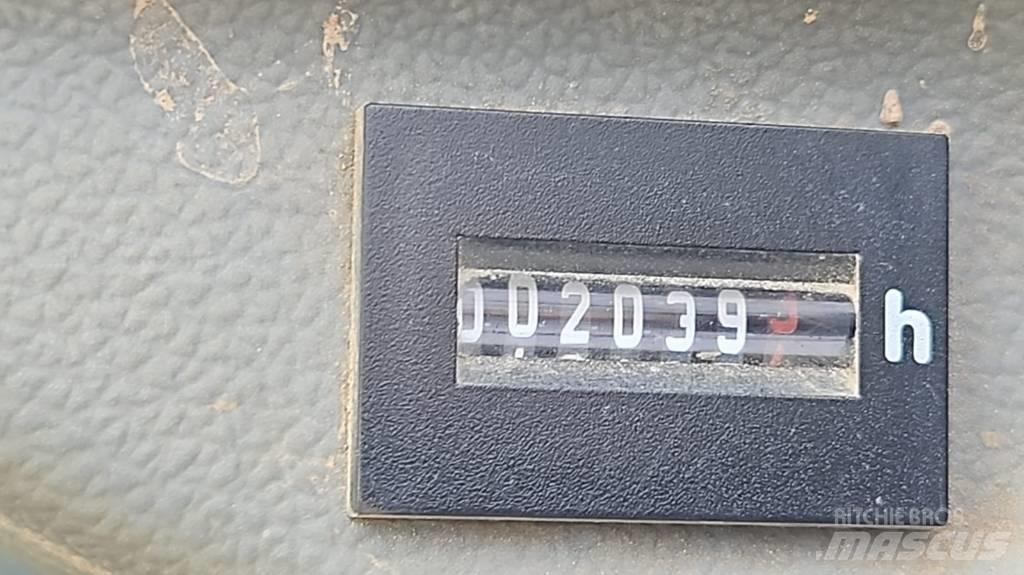 002039 h
RITCHIE BROS
MASCUS